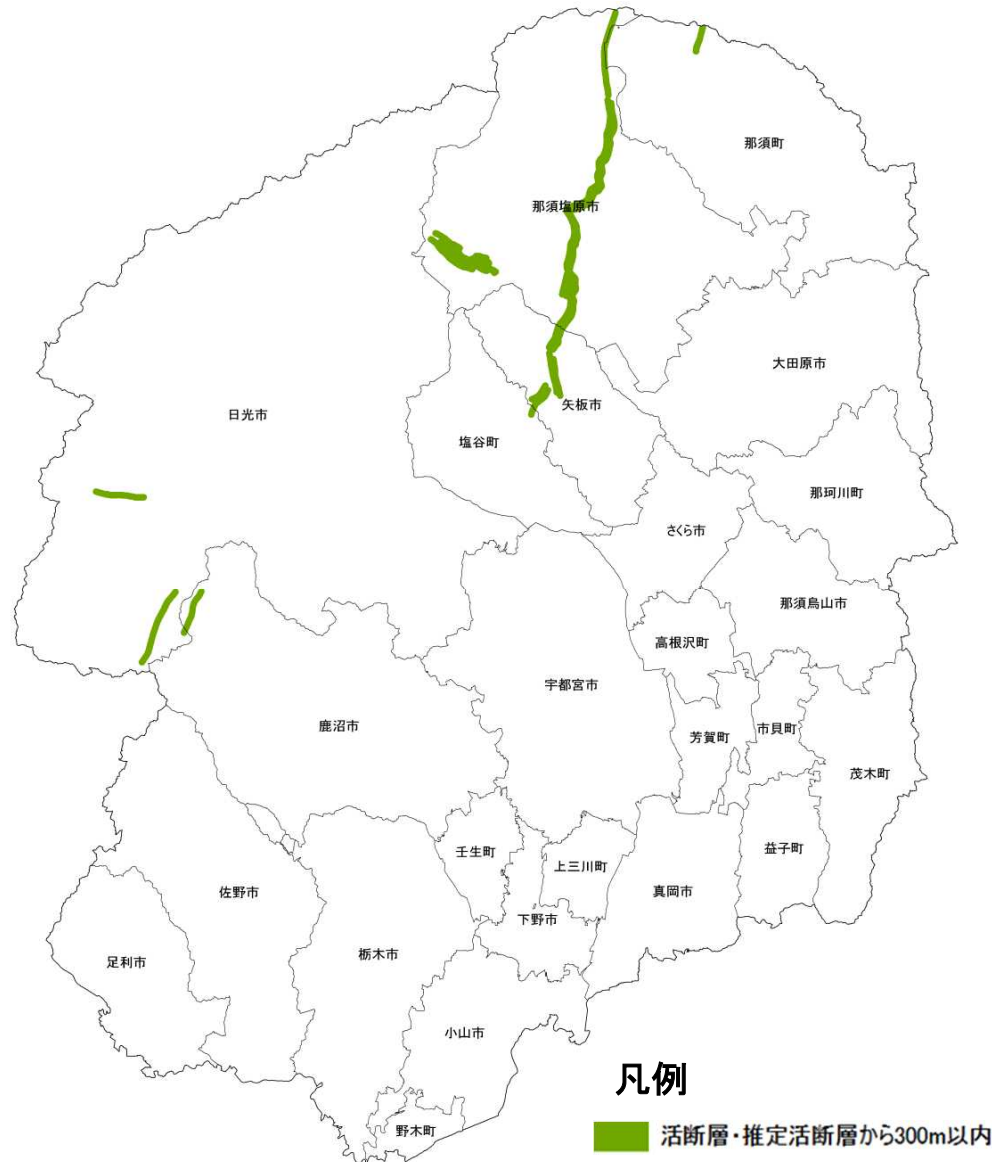 那須町
那須塩原市
大田原市
日光市
矢板市
塩谷町
那珂川町
さくら市
那須烏山市
高根沢町
宇都宮市
鹿沼市
芳賀町
市貝町
茂木町
壬生町
上三川町
益子町
佐野市
真岡市
下野市
栃木市
足利市
小山市
凡例
野木町
活断層・推定活断層から300m以内